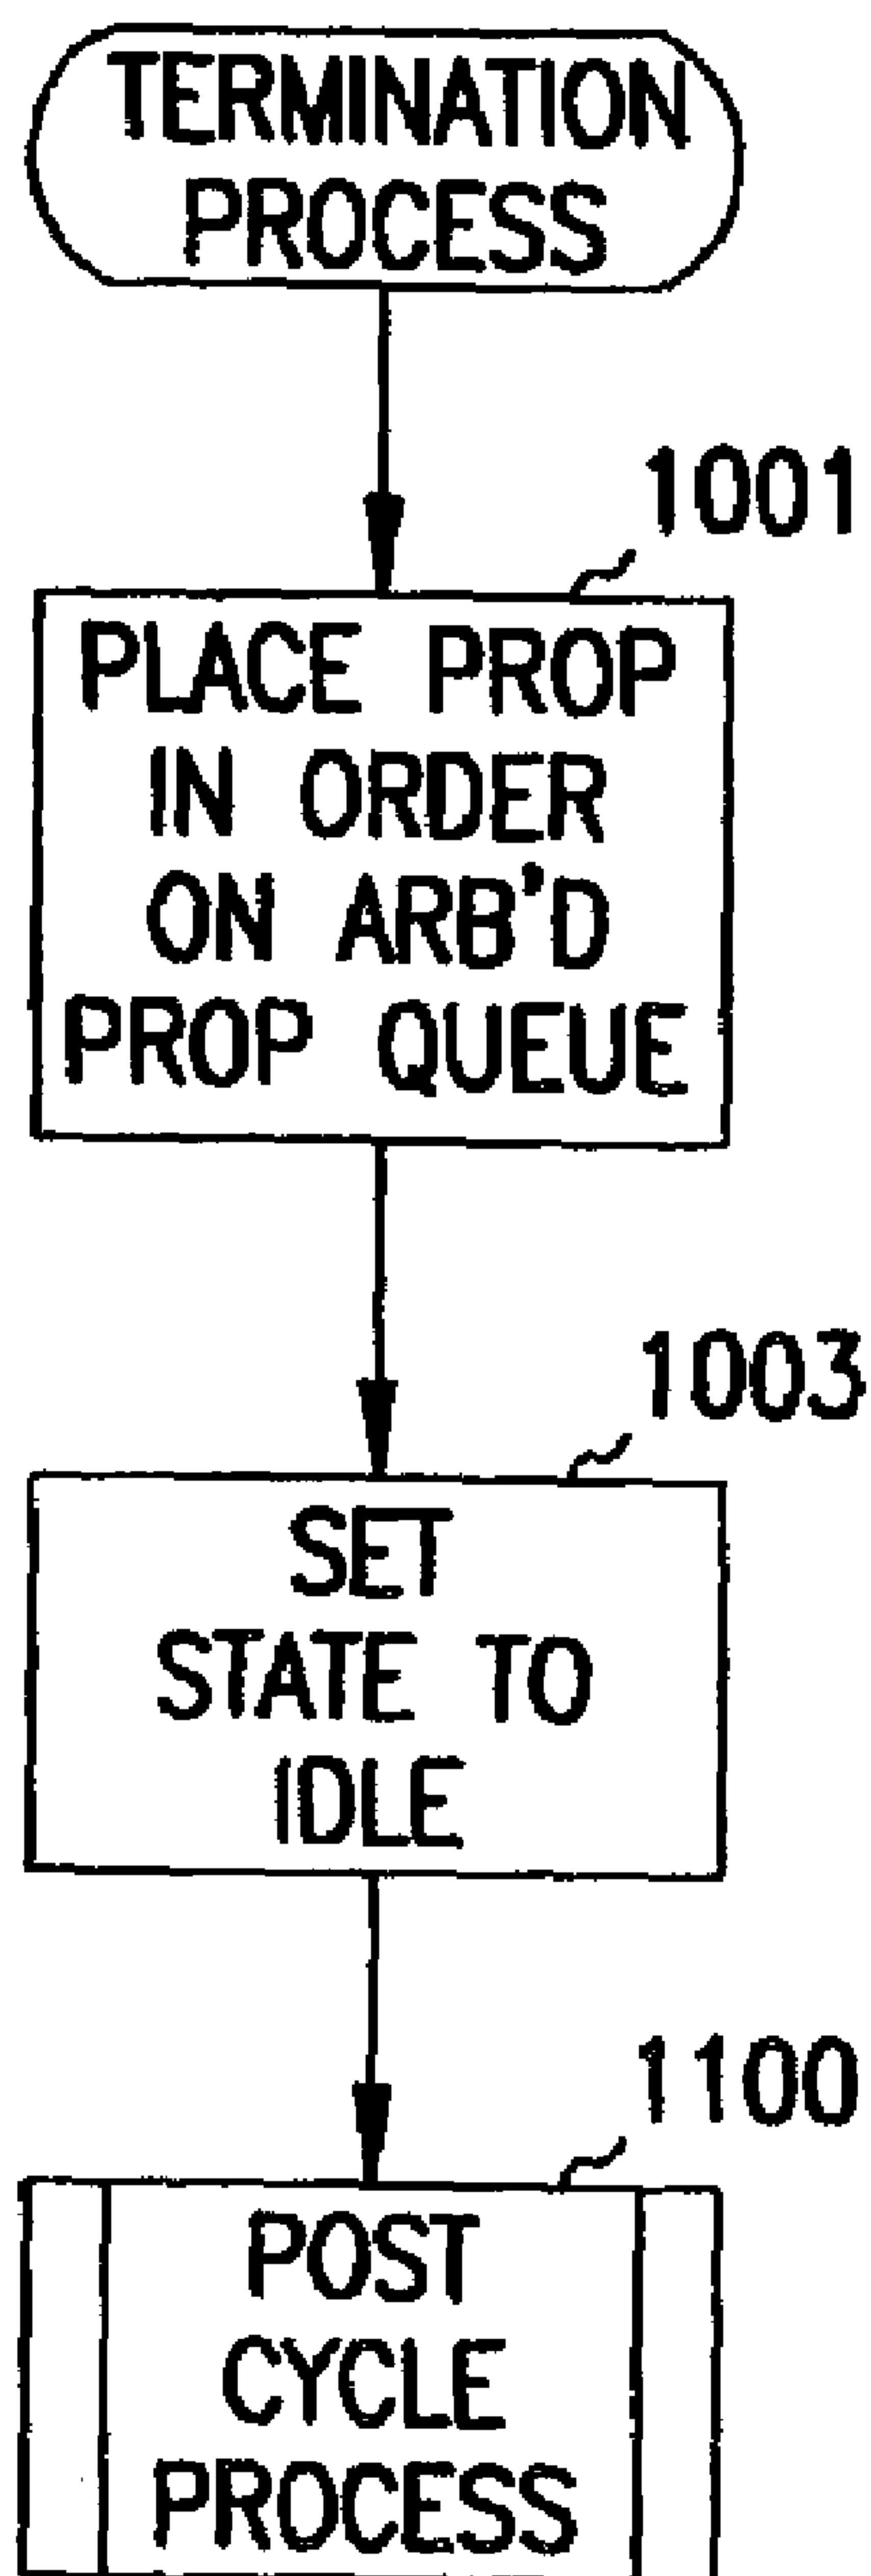 TERMINATION
PROCESS
1001
PLACE PROP
IN ORDER
ON ARB'D
PROP QUEUE
1003
SET
STATE TO
IDLE
1100
POST
CYCLE
PROCESS